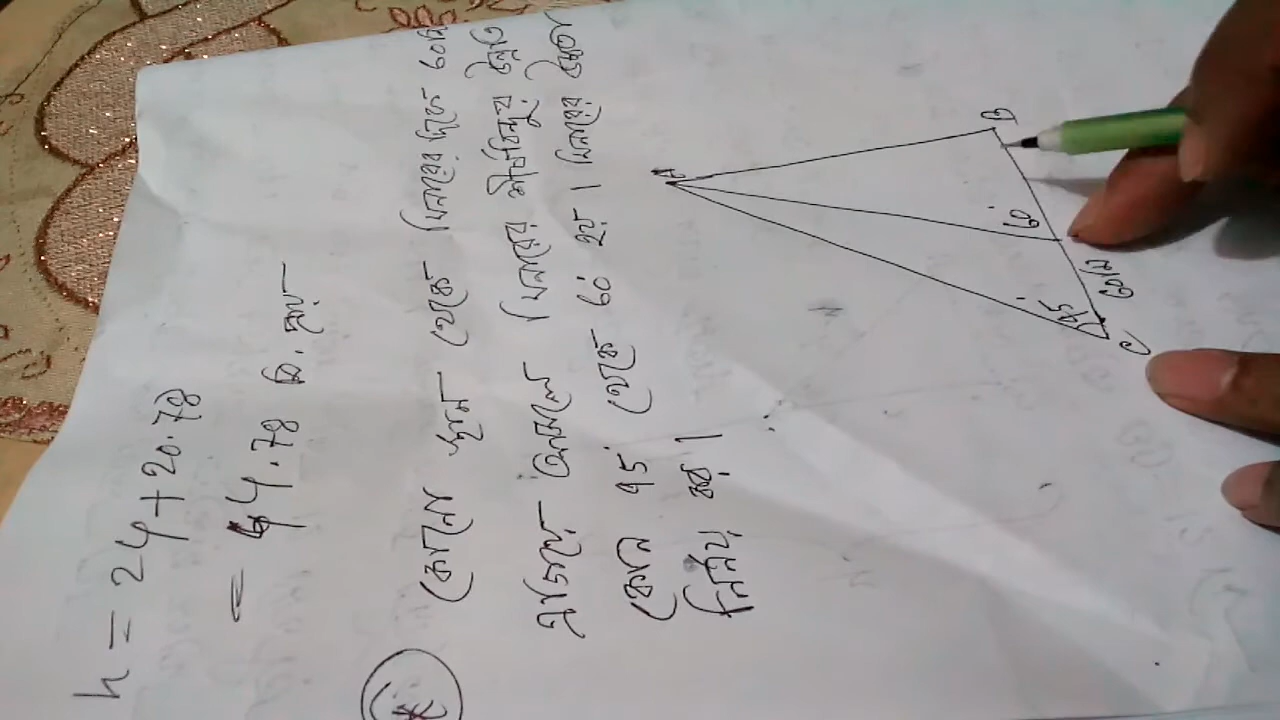 h = 24 + 20.78
= 44.78 মি. প্রায়
কোনো স্থান থেকে মিনারের দিকে 60মি
এগিয়ে আসলে মিনারের শীর্ষবিন্দুর উন্নতি
কোণ 45° থেকে 60° হয়। মিনারের উচ্চতা
নির্ণয় কর।
A
B
60°
45°
60মি
C